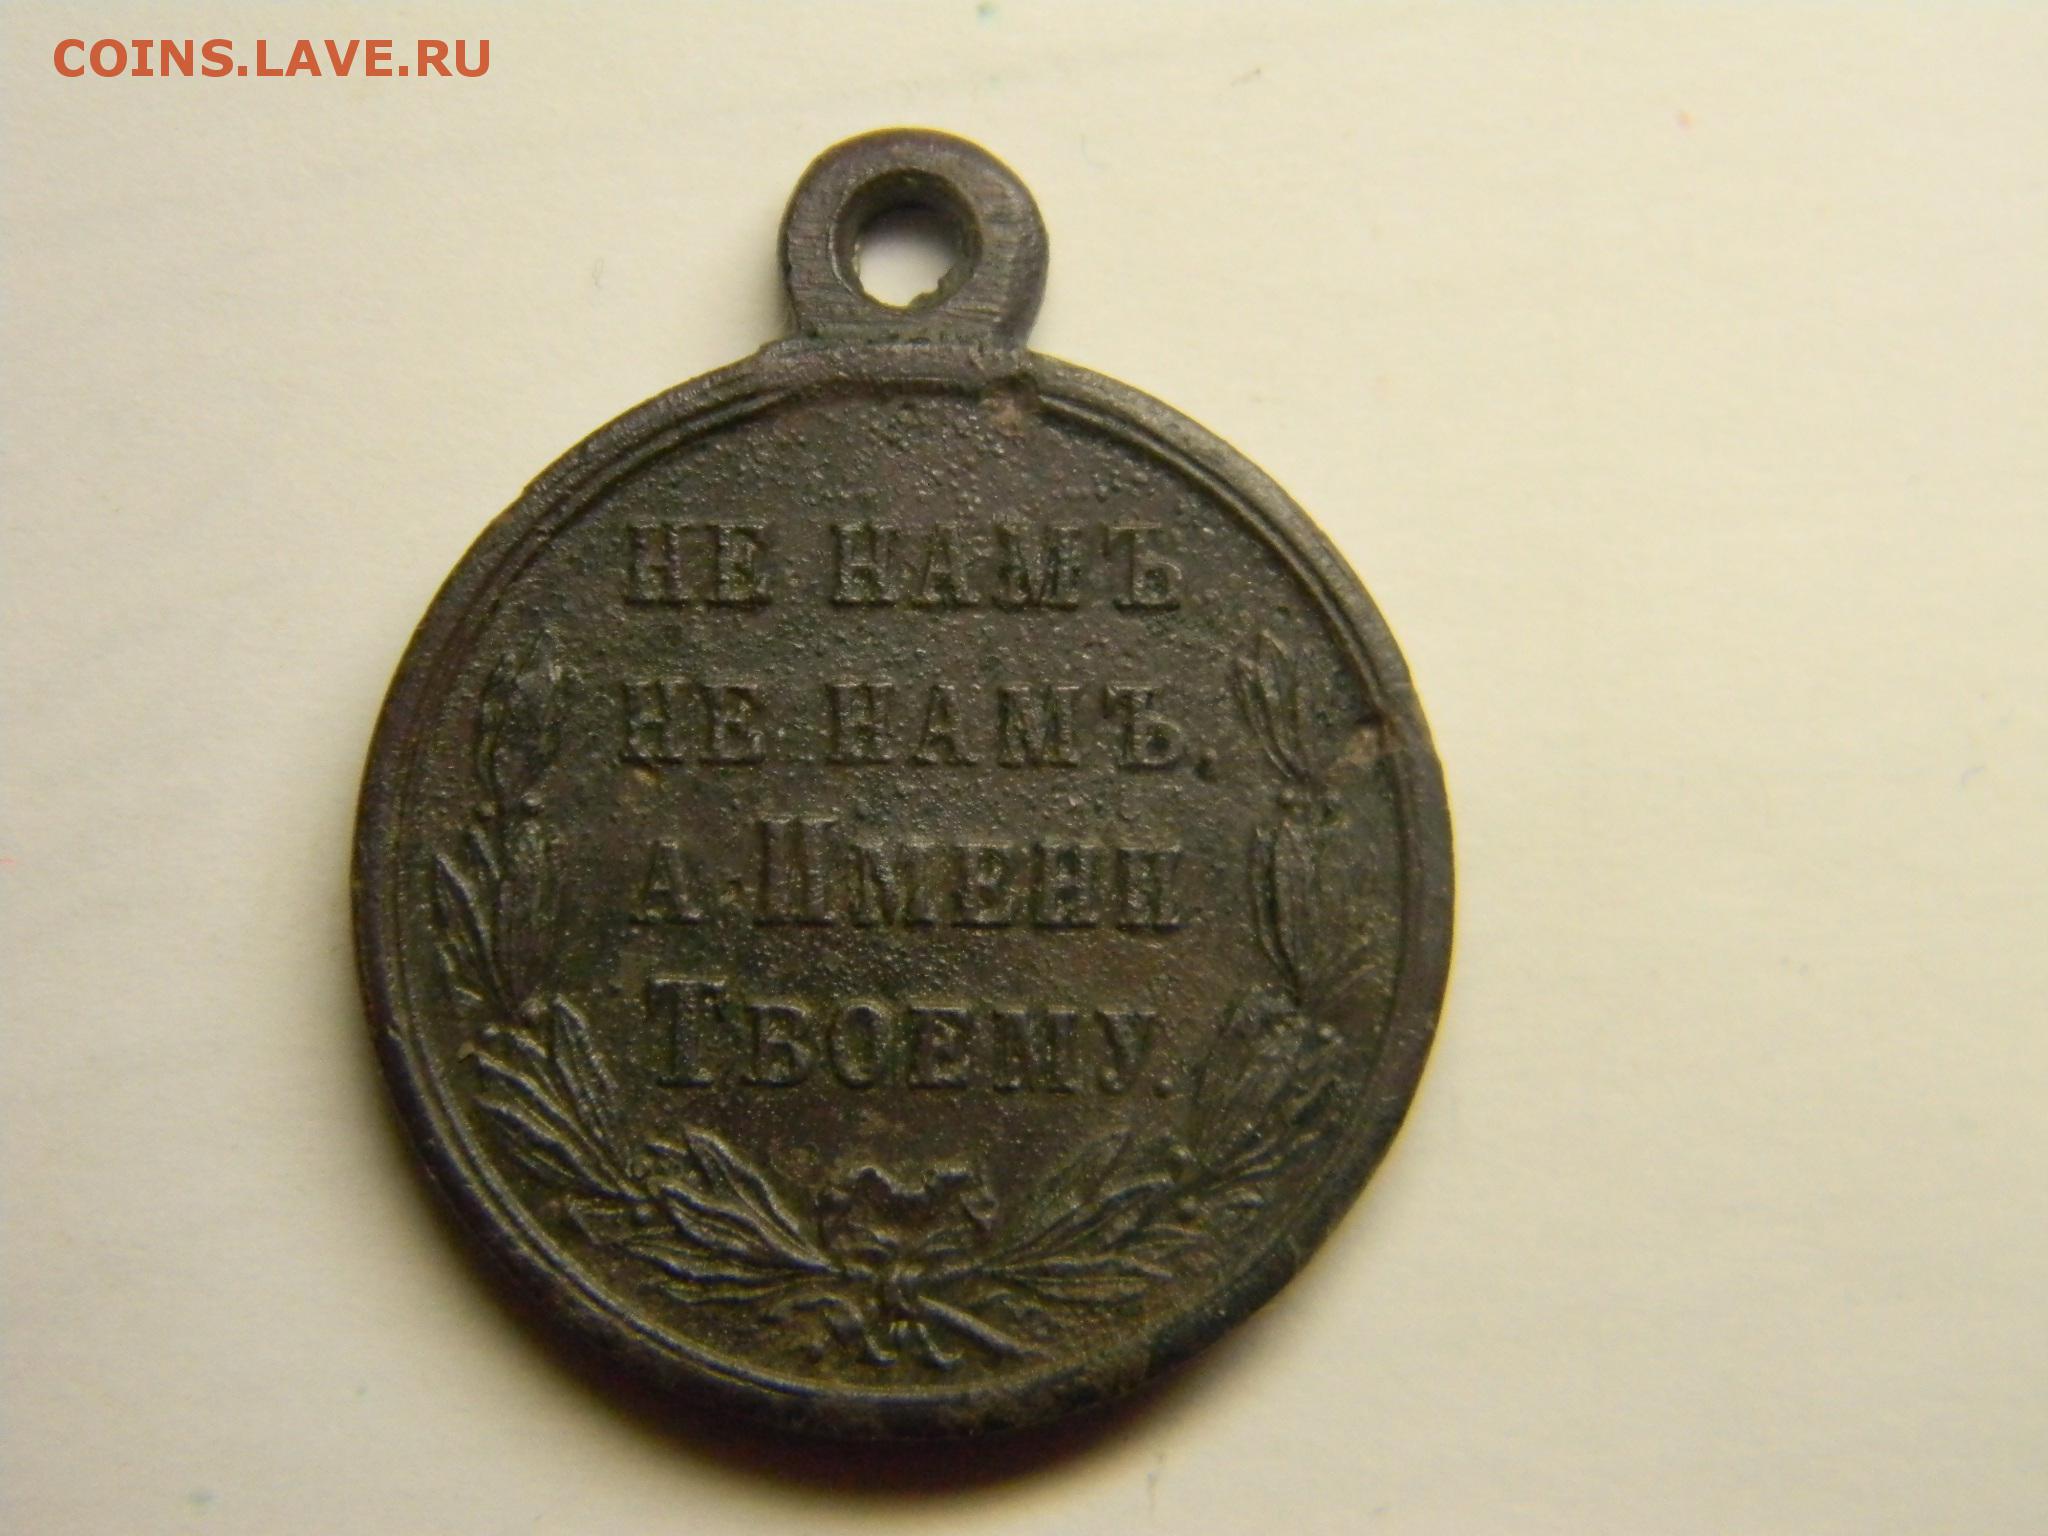 COINS.LAVE.RU
НЕ НАМЪ
НЕ НАМЪ.
А ИМЕНИ
ТВОЕМУ.